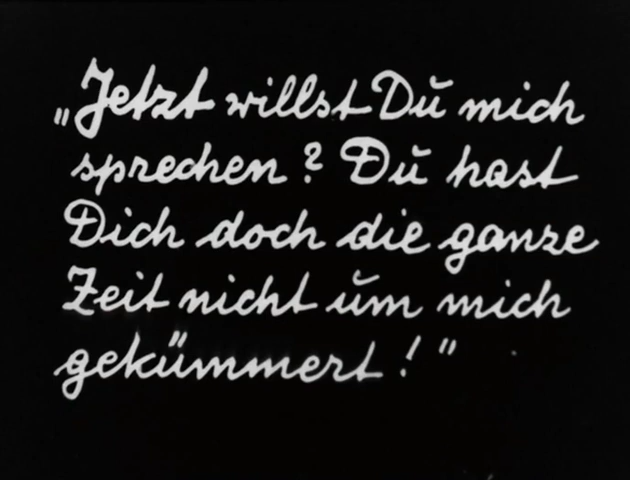 „Jetzt willst Du mich
sprechen? Du hast
Dich doch die ganze
Zeit nicht um mich
gekümmert!"